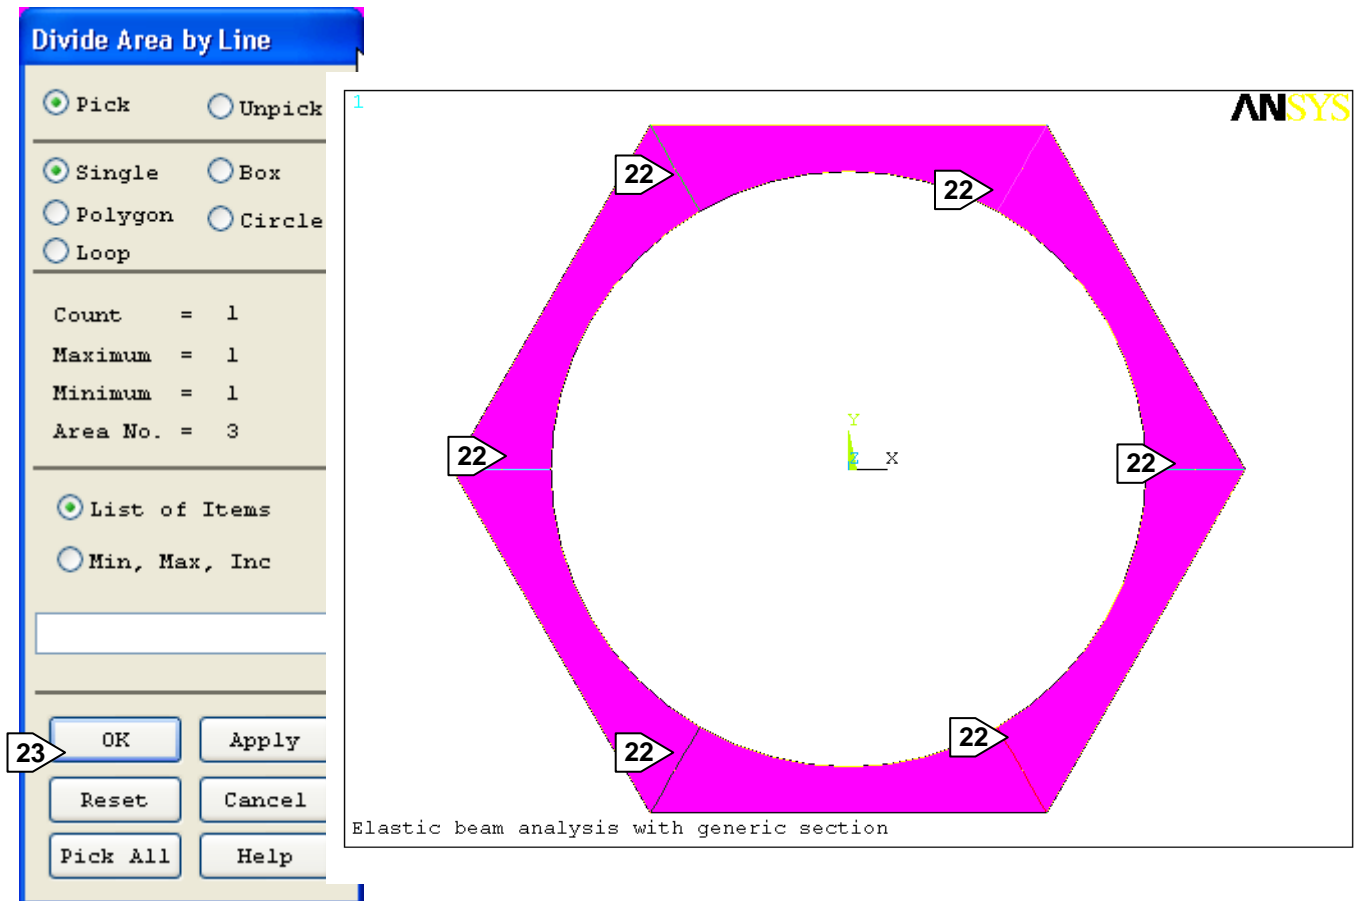 Divide Area by Line
Pick Unpick
Single Box
Polygon Circle
Loop
Count = 1
Maximum = 1
Minimum = 1
Area No. = 3
List of Items
Min, Max, Inc
OK Apply
23
Reset Cancel
Pick All Help
1
ANSYS
22
22
Y
Z X
22
22
22
22
Elastic beam analysis with generic section